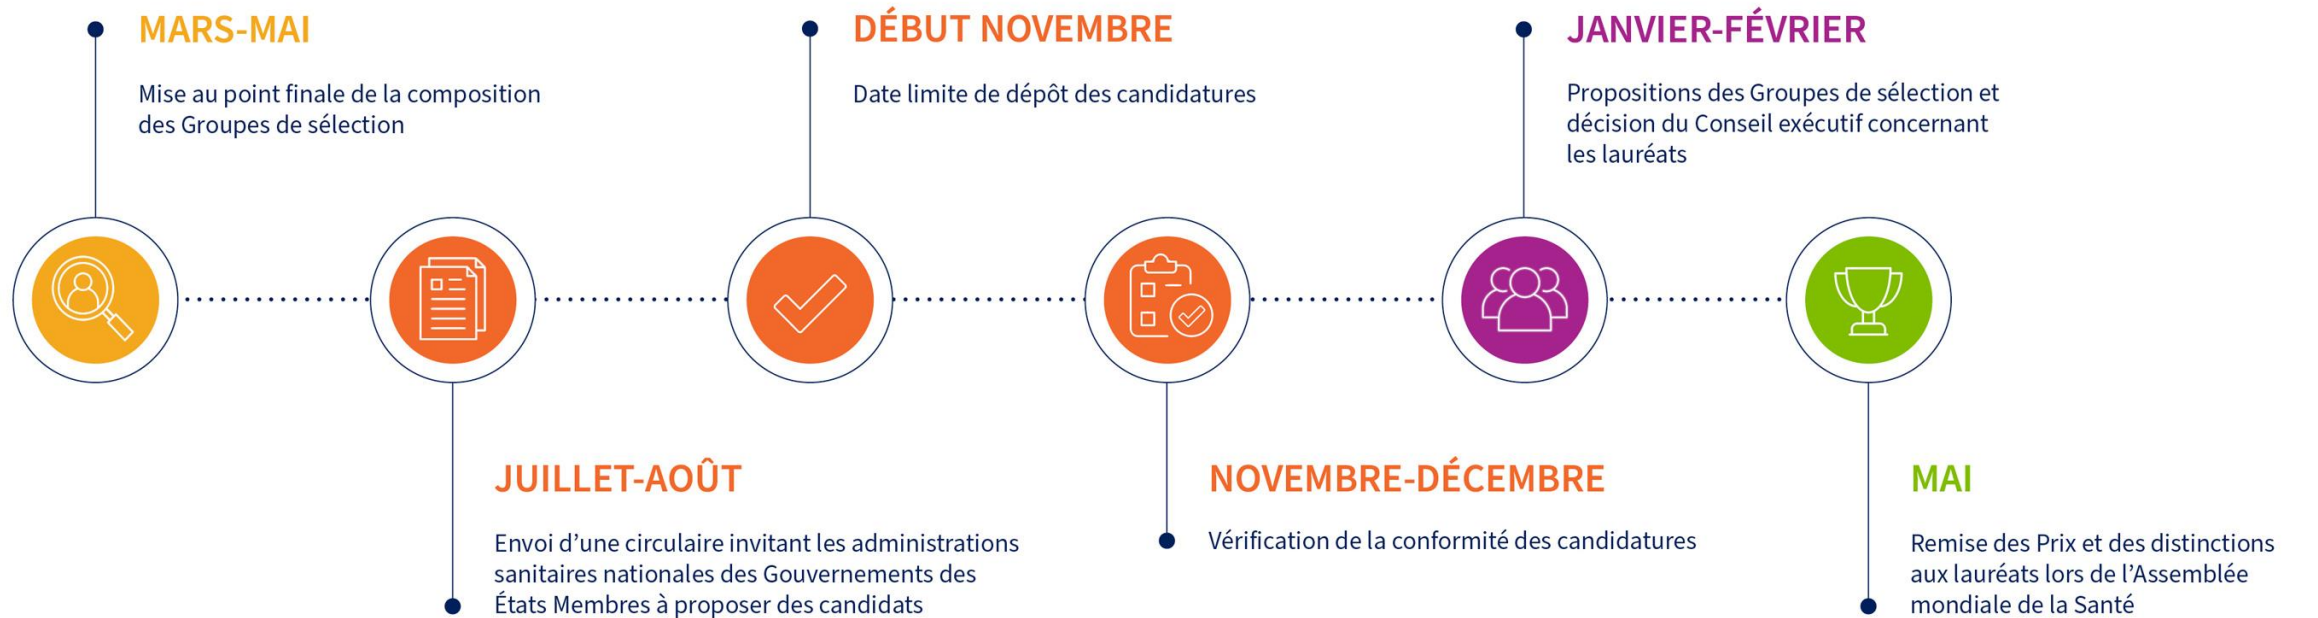 MARS-MAI
Mise au point finale de la composition
des Groupes de sélection
JUILLET-AOÛT
Envoi d’une circulaire invitant les administrations
sanitaires nationales des Gouvernements des
États Membres à proposer des candidats
DÉBUT NOVEMBRE
Date limite de dépôt des candidatures
NOVEMBRE-DÉCEMBRE
Vérification de la conformité des candidatures
JANVIER-FÉVRIER
Propositions des Groupes de sélection et
décision du Conseil exécutif concernant
les lauréats
MAI
Remise des Prix et des distinctions
aux lauréats lors de l’Assemblée
mondiale de la Santé